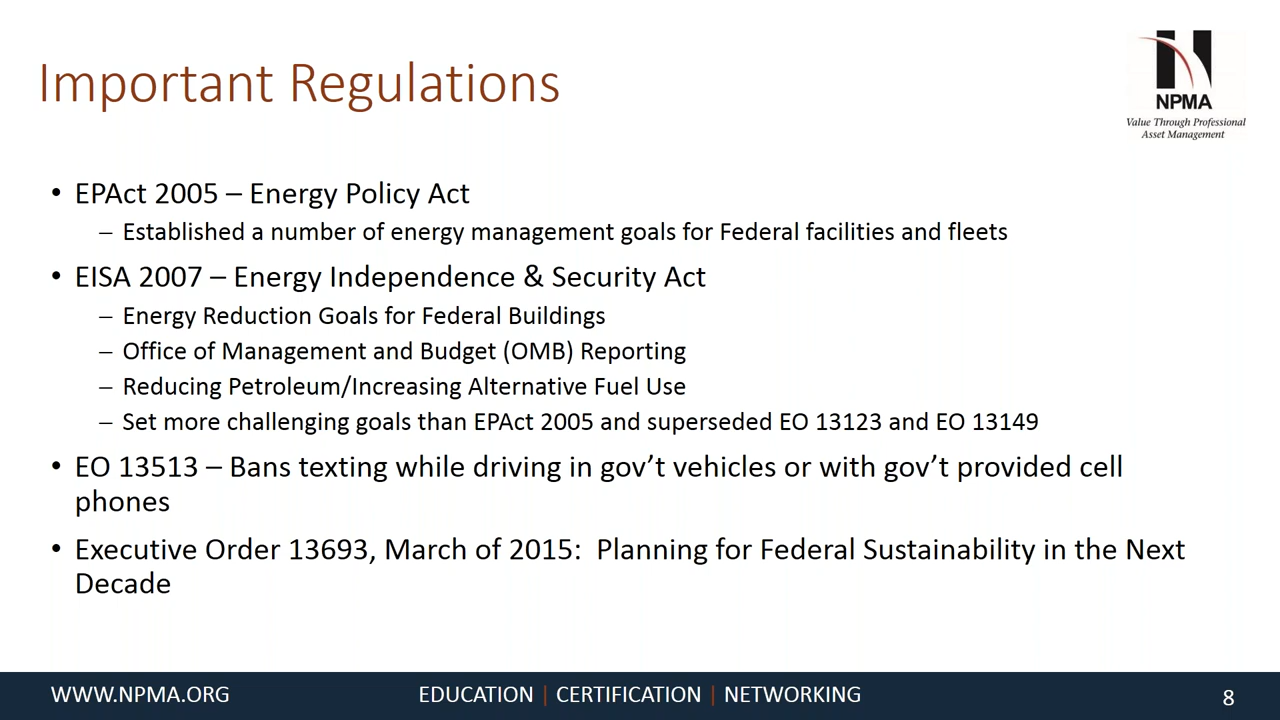 Important Regulations
NPMA
Value Through Professional
Asset Management
• EPAct 2005 – Energy Policy Act
– Established a number of energy management goals for Federal facilities and fleets
• EISA 2007 – Energy Independence & Security Act
– Energy Reduction Goals for Federal Buildings
– Office of Management and Budget (OMB) Reporting
– Reducing Petroleum/Increasing Alternative Fuel Use
– Set more challenging goals than EPAct 2005 and superseded EO 13123 and EO 13149
• EO 13513 – Bans texting while driving in gov’t vehicles or with gov’t provided cell
phones
• Executive Order 13693, March of 2015:  Planning for Federal Sustainability in the Next
Decade
WWW.NPMA.ORG
EDUCATION | CERTIFICATION | NETWORKING
8